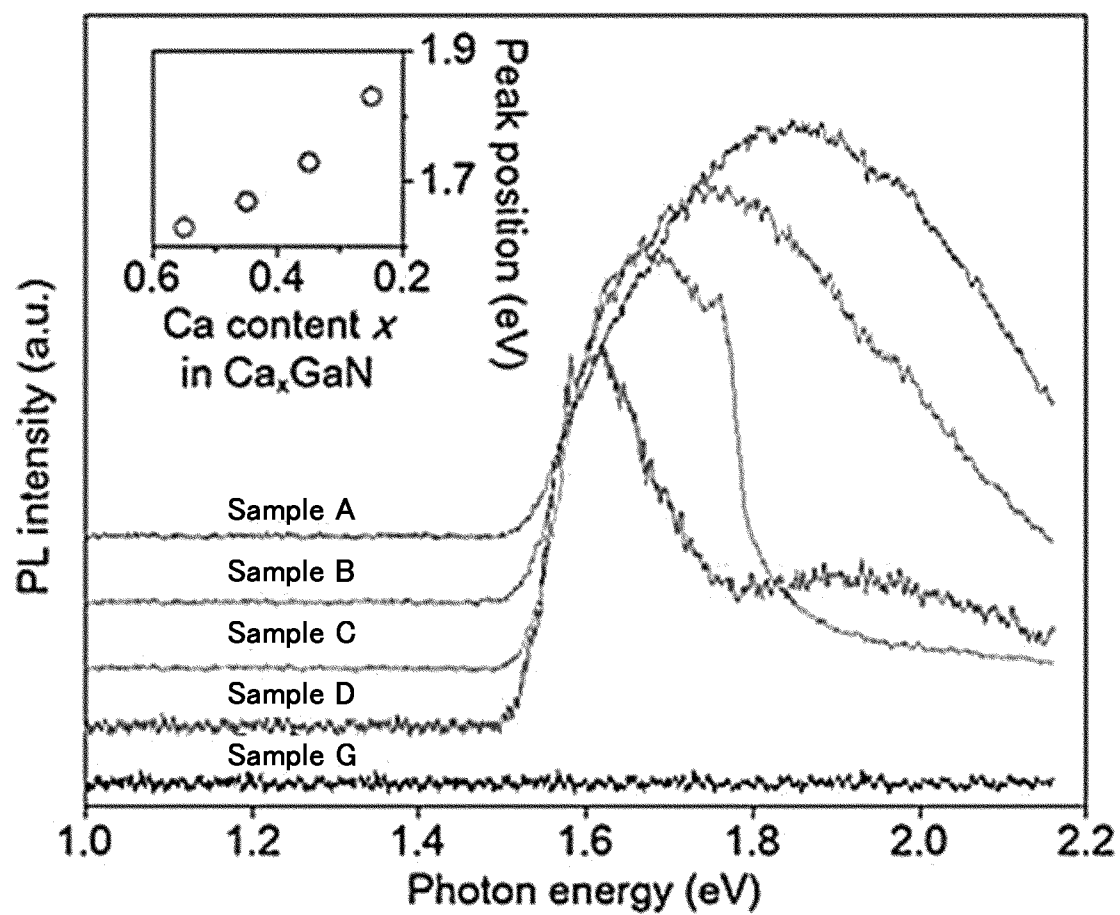 1.9
1.7
Peak position (eV)
0.6 0.4 0.2
Ca content x
in CaₓGaN
PL intensity (a.u.)
Sample A
Sample B
Sample C
Sample D
Sample G
1.0 1.2 1.4 1.6 1.8 2.0 2.2
Photon energy (eV)